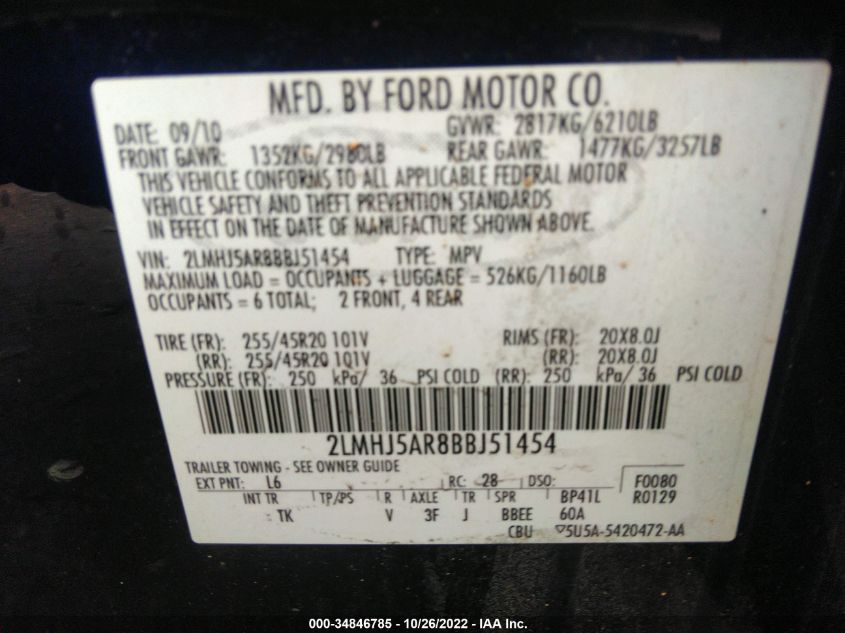 MFD. BY FORD MOTOR CO.
DATE: 09/10 GVWR: 2817KG/6210LB
FRONT GAWR: 1352KG/2980LB REAR GAWR: 1477KG/3257LB
THIS VEHICLE CONFORMS TO ALL APPLICABLE FEDERAL MOTOR
VEHICLE SAFETY AND THEFT PREVENTION STANDARDS
IN EFFECT ON THE DATE OF MANUFACTURE SHOWN ABOVE.
VIN: 2LMHJ5AR8BBJ51454 TYPE: MPV
MAXIMUM LOAD = OCCUPANTS + LUGGAGE = 526KG/1160LB
OCCUPANTS = 6 TOTAL; 2 FRONT, 4 REAR
TIRE (FR): 255/45R20 101V RIMS (FR): 20X8.0J
(RR): 255/45R20 101V (RR): 20X8.0J
PRESSURE (FR): 250 kPa/ 36 PSI COLD (RR): 250 kPa/ 36 PSI COLD
2LMHJ5AR8BBJ51454
TRAILER TOWING - SEE OWNER GUIDE
EXT PNT: L6 RC: 28 DSO: F0080
INT TR TP/PS R AXLE TR SPR BP41L R0129
TK V 3F J BBEE 60A
CBU ▽5U5A-5420472-AA
000-34846785 - 10/26/2022 - IAA Inc.